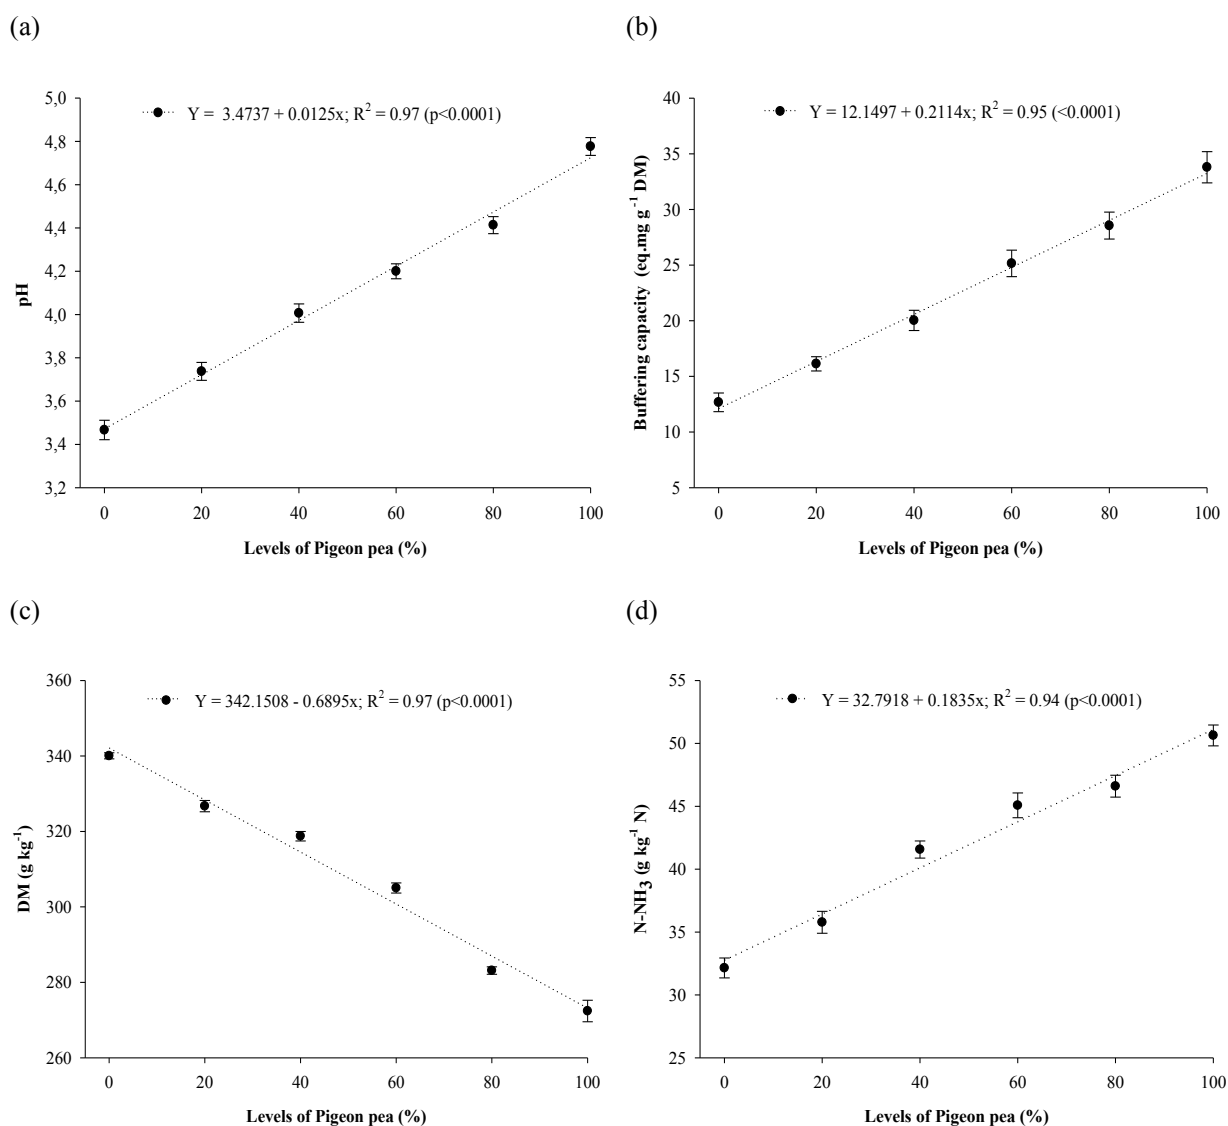 (a)
Y = 3.4737 + 0.0125x; R² = 0.97 (p<0.0001)
5,0
4,8
4,6
4,4
4,2
4,0
3,8
3,6
3,4
3,2
pH
0 20 40 60 80 100
Levels of Pigeon pea (%)
(b)
Y = 12.1497 + 0.2114x; R² = 0.95 (<0.0001)
40
35
30
25
20
15
10
5
Buffering capacity (eq.mg g⁻¹ DM)
0 20 40 60 80 100
Levels of Pigeon pea (%)
(c)
Y = 342.1508 - 0.6895x; R² = 0.97 (p<0.0001)
360
340
320
300
280
260
DM (g kg⁻¹)
0 20 40 60 80 100
Levels of Pigeon pea (%)
(d)
Y = 32.7918 + 0.1835x; R² = 0.94 (p<0.0001)
55
50
45
40
35
30
25
N-NH₃ (g kg⁻¹ N)
0 20 40 60 80 100
Levels of Pigeon pea (%)